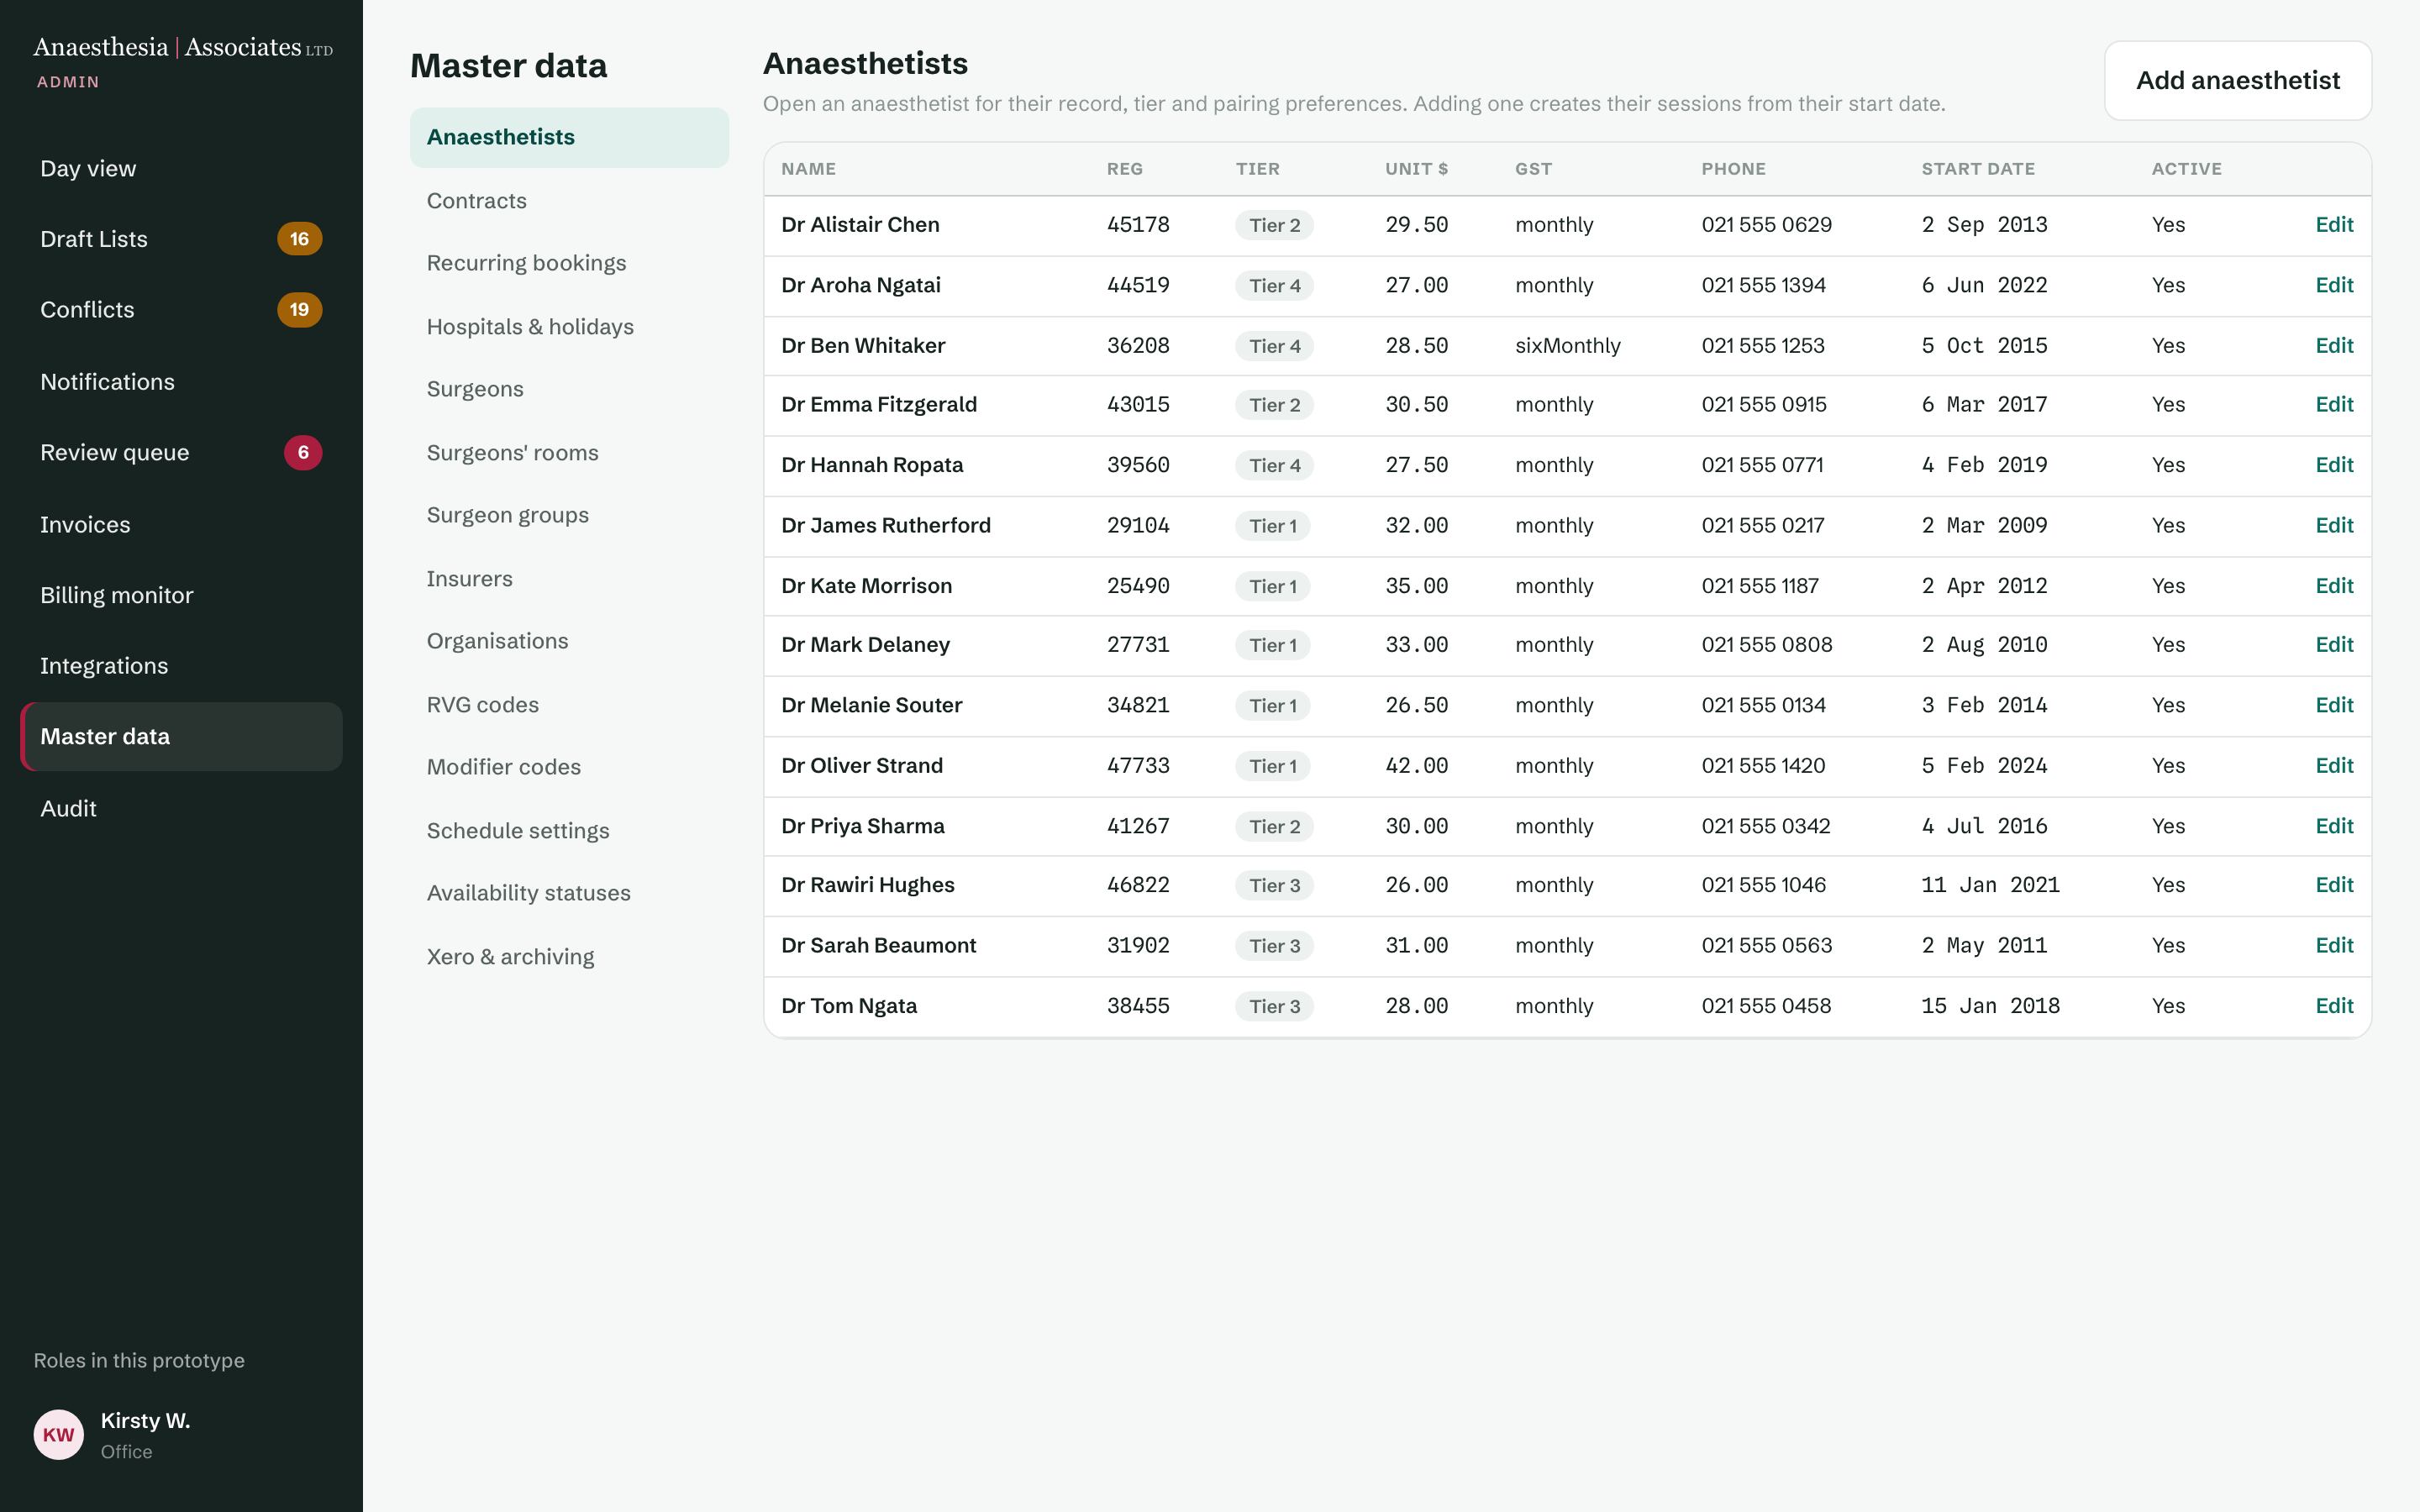 Anaesthesia | Associates LTD
ADMIN
Day view
Draft Lists 16
Conflicts 19
Notifications
Review queue 6
Invoices
Billing monitor
Integrations
Master data
Audit
Roles in this prototype
KW
Kirsty W.
Office
Master data
Anaesthetists
Contracts
Recurring bookings
Hospitals & holidays
Surgeons
Surgeons' rooms
Surgeon groups
Insurers
Organisations
RVG codes
Modifier codes
Schedule settings
Availability statuses
Xero & archiving
Anaesthetists
Open an anaesthetist for their record, tier and pairing preferences. Adding one creates their sessions from their start date.
Add anaesthetist
NAME REG TIER UNIT $ GST PHONE START DATE ACTIVE
Dr Alistair Chen 45178 Tier 2 29.50 monthly 021 555 0629 2 Sep 2013 Yes Edit
Dr Aroha Ngatai 44519 Tier 4 27.00 monthly 021 555 1394 6 Jun 2022 Yes Edit
Dr Ben Whitaker 36208 Tier 4 28.50 sixMonthly 021 555 1253 5 Oct 2015 Yes Edit
Dr Emma Fitzgerald 43015 Tier 2 30.50 monthly 021 555 0915 6 Mar 2017 Yes Edit
Dr Hannah Ropata 39560 Tier 4 27.50 monthly 021 555 0771 4 Feb 2019 Yes Edit
Dr James Rutherford 29104 Tier 1 32.00 monthly 021 555 0217 2 Mar 2009 Yes Edit
Dr Kate Morrison 25490 Tier 1 35.00 monthly 021 555 1187 2 Apr 2012 Yes Edit
Dr Mark Delaney 27731 Tier 1 33.00 monthly 021 555 0808 2 Aug 2010 Yes Edit
Dr Melanie Souter 34821 Tier 1 26.50 monthly 021 555 0134 3 Feb 2014 Yes Edit
Dr Oliver Strand 47733 Tier 1 42.00 monthly 021 555 1420 5 Feb 2024 Yes Edit
Dr Priya Sharma 41267 Tier 2 30.00 monthly 021 555 0342 4 Jul 2016 Yes Edit
Dr Rawiri Hughes 46822 Tier 3 26.00 monthly 021 555 1046 11 Jan 2021 Yes Edit
Dr Sarah Beaumont 31902 Tier 3 31.00 monthly 021 555 0563 2 May 2011 Yes Edit
Dr Tom Ngata 38455 Tier 3 28.00 monthly 021 555 0458 15 Jan 2018 Yes Edit